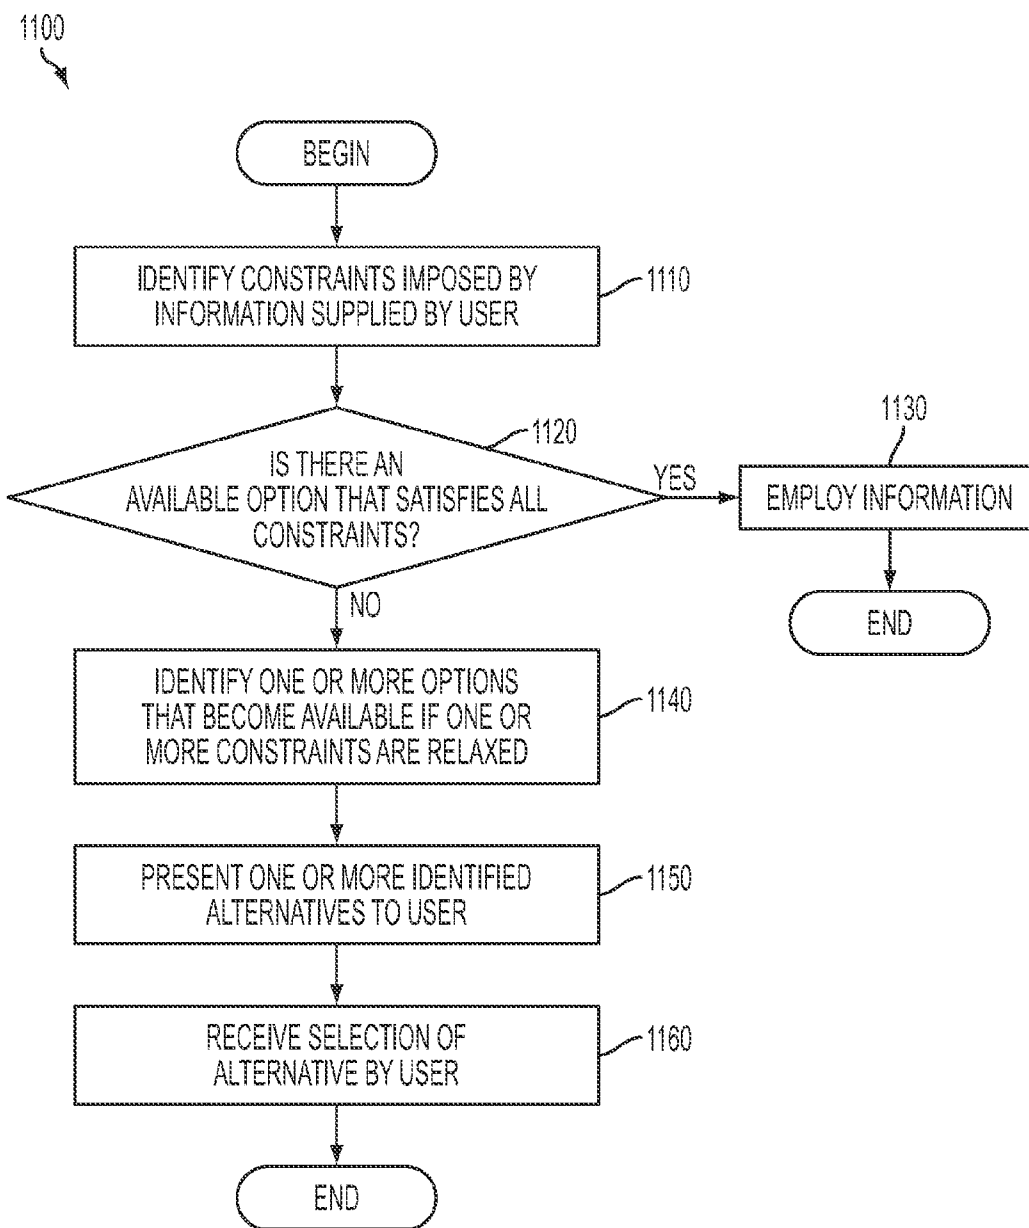 1100
BEGIN
IDENTIFY CONSTRAINTS IMPOSED BY
INFORMATION SUPPLIED BY USER
1110
1120
IS THERE AN
AVAILABLE OPTION THAT SATISFIES ALL
CONSTRAINTS?
YES
1130
EMPLOY INFORMATION
END
NO
IDENTIFY ONE OR MORE OPTIONS
THAT BECOME AVAILABLE IF ONE OR
MORE CONSTRAINTS ARE RELAXED
1140
PRESENT ONE OR MORE IDENTIFIED
ALTERNATIVES TO USER
1150
RECEIVE SELECTION OF
ALTERNATIVE BY USER
1160
END